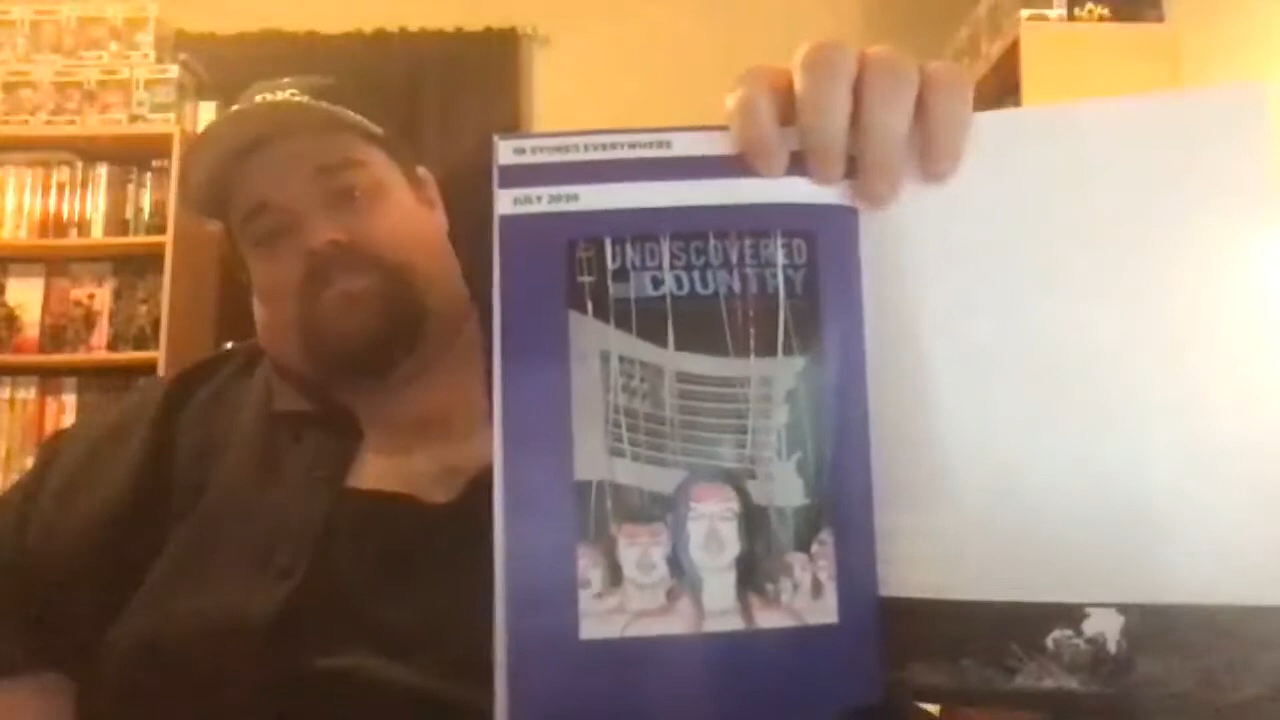 IN STORES EVERYWHERE
JULY 2020
UNDISCOVERED
COUNTRY